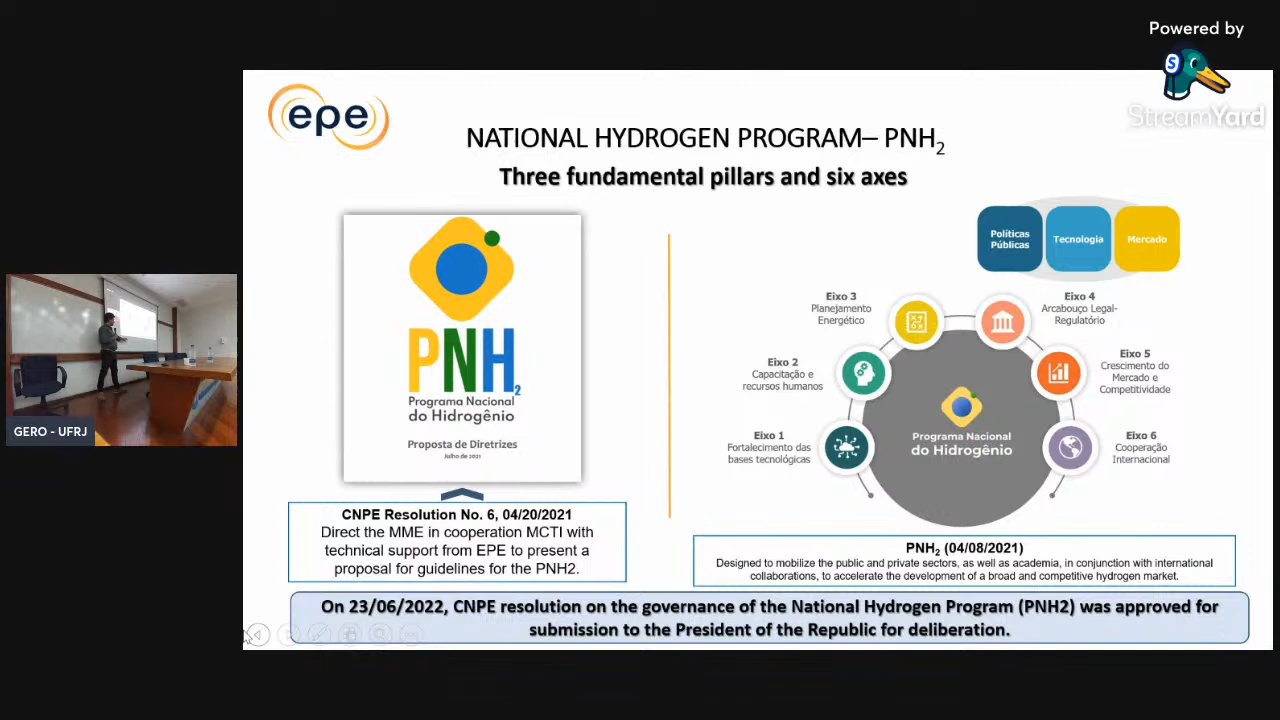 Powered by
S
StreamYard
epe
NATIONAL HYDROGEN PROGRAM– PNH2
Three fundamental pillars and six axes
PNH2
Programa Nacional
do Hidrogênio
Proposta de Diretrizes
Julho de 2021
Políticas
Públicas
Tecnologia
Mercado
Eixo 3
Planejamento
Energético
Eixo 4
Arcabouço Legal-
Regulatório
Eixo 2
Capacitação e
recursos humanos
Eixo 5
Crescimento do
Mercado e
Competitividade
Eixo 1
Fortalecimento das
bases tecnológicas
Programa Nacional
do Hidrogênio
Eixo 6
Cooperação
Internacional
GERO - UFRJ
CNPE Resolution No. 6, 04/20/2021
Direct the MME in cooperation MCTI with
technical support from EPE to present a
proposal for guidelines for the PNH2.
PNH2 (04/08/2021)
Designed to mobilize the public and private sectors, as well as academia, in conjunction with international
collaborations, to accelerate the development of a broad and competitive hydrogen market.
On 23/06/2022, CNPE resolution on the governance of the National Hydrogen Program (PNH2) was approved for
submission to the President of the Republic for deliberation.